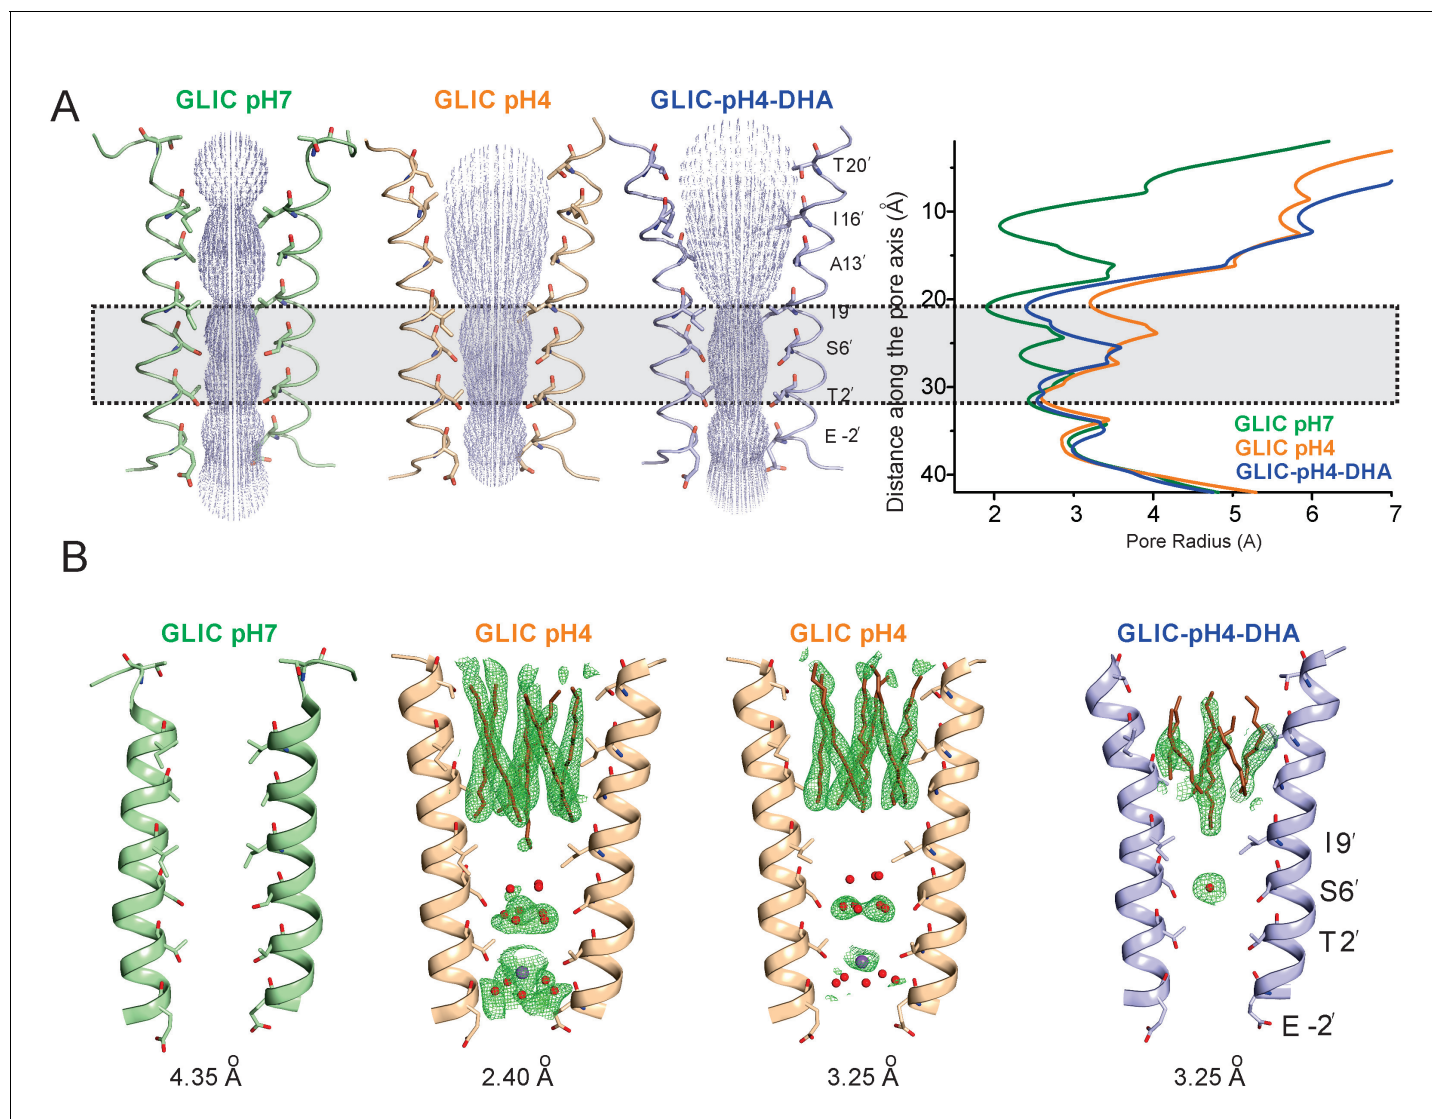 A
GLIC pH7
GLIC pH4
GLIC-pH4-DHA
T20′
I16′
A13′
I9′
S6′
T2′
E -2′
Distance along the pore axis (Å)
10
20
30
40
2 3 4 5 6 7
Pore Radius (A)
GLIC pH7
GLIC pH4
GLIC-pH4-DHA
B
GLIC pH7
GLIC pH4
GLIC pH4
GLIC-pH4-DHA
I9′
S6′
T2′
E -2′
4.35 Å
2.40 Å
3.25 Å
3.25 Å